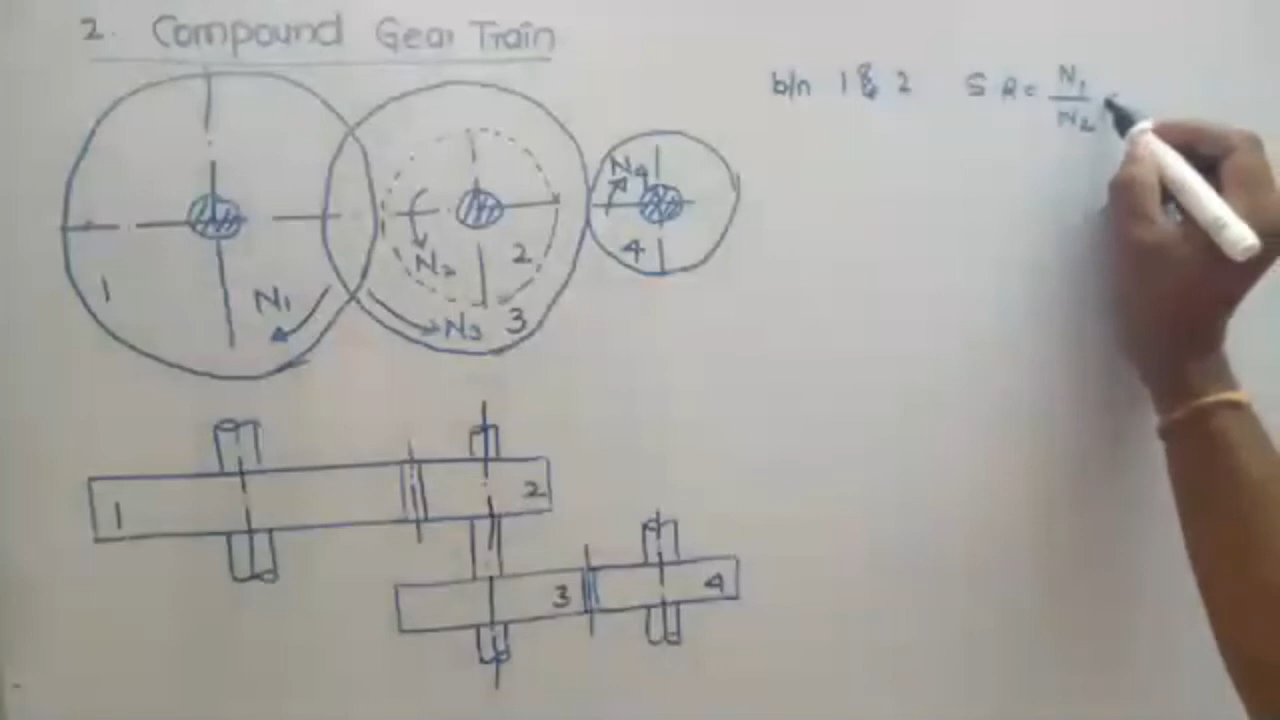 2. Compound Gear Train
b/n 1 & 2 S R = N1/N2
N4
4
N2
2
1
N1
N3
3
1
2
3
4